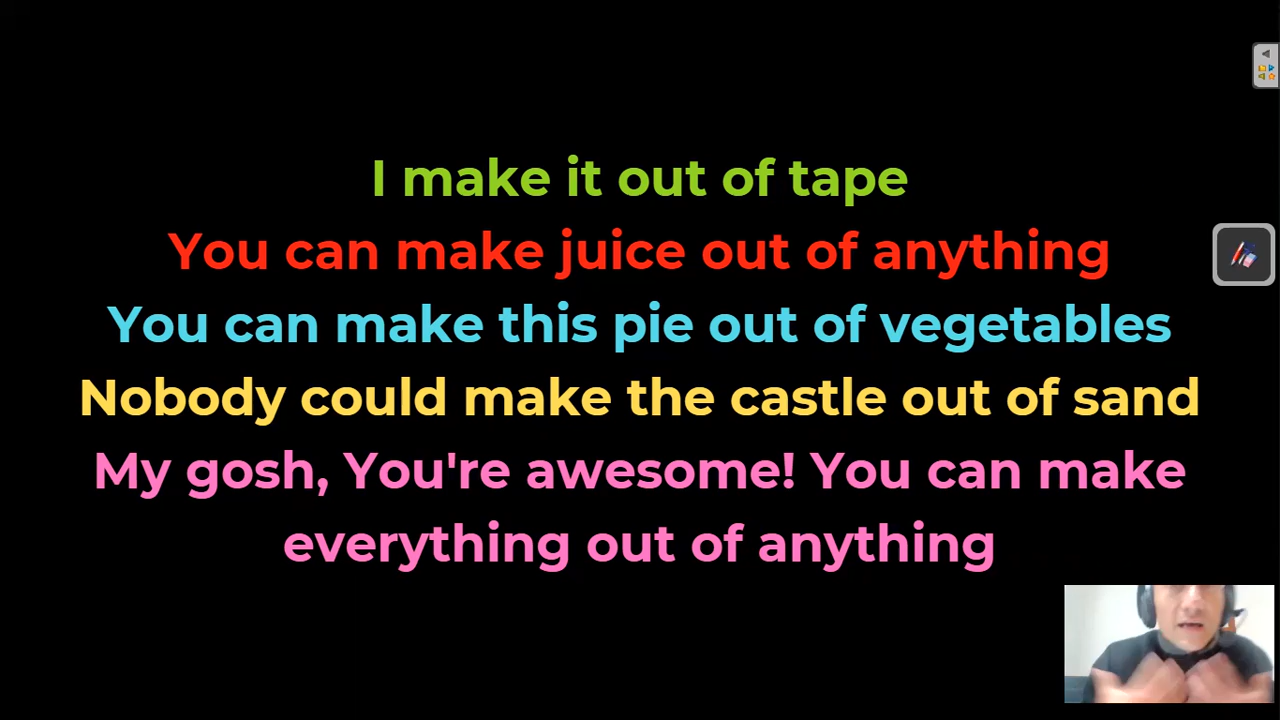 I make it out of tape
You can make juice out of anything
You can make this pie out of vegetables
Nobody could make the castle out of sand
My gosh, You're awesome! You can make
everything out of anything